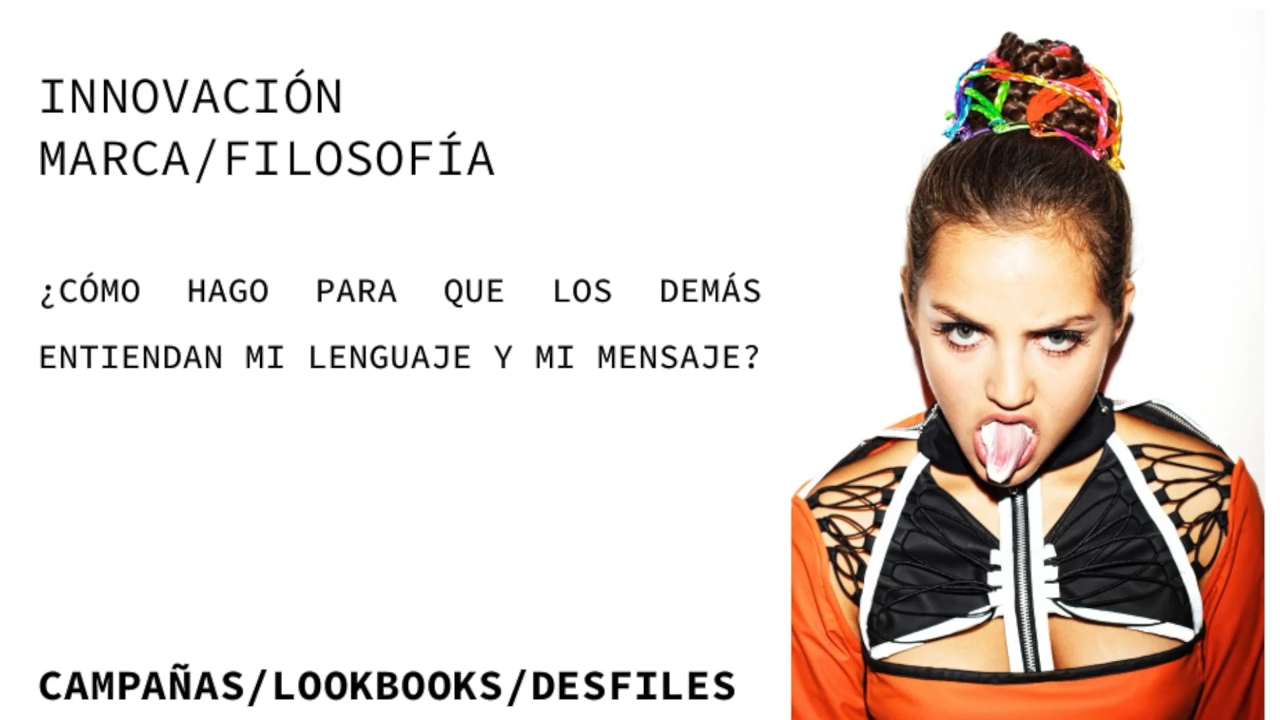 INNOVACIÓN
MARCA/FILOSOFÍA
¿CÓMO HAGO PARA QUE LOS DEMÁS
ENTIENDAN MI LENGUAJE Y MI MENSAJE?
CAMPAÑAS/LOOKBOOKS/DESFILES